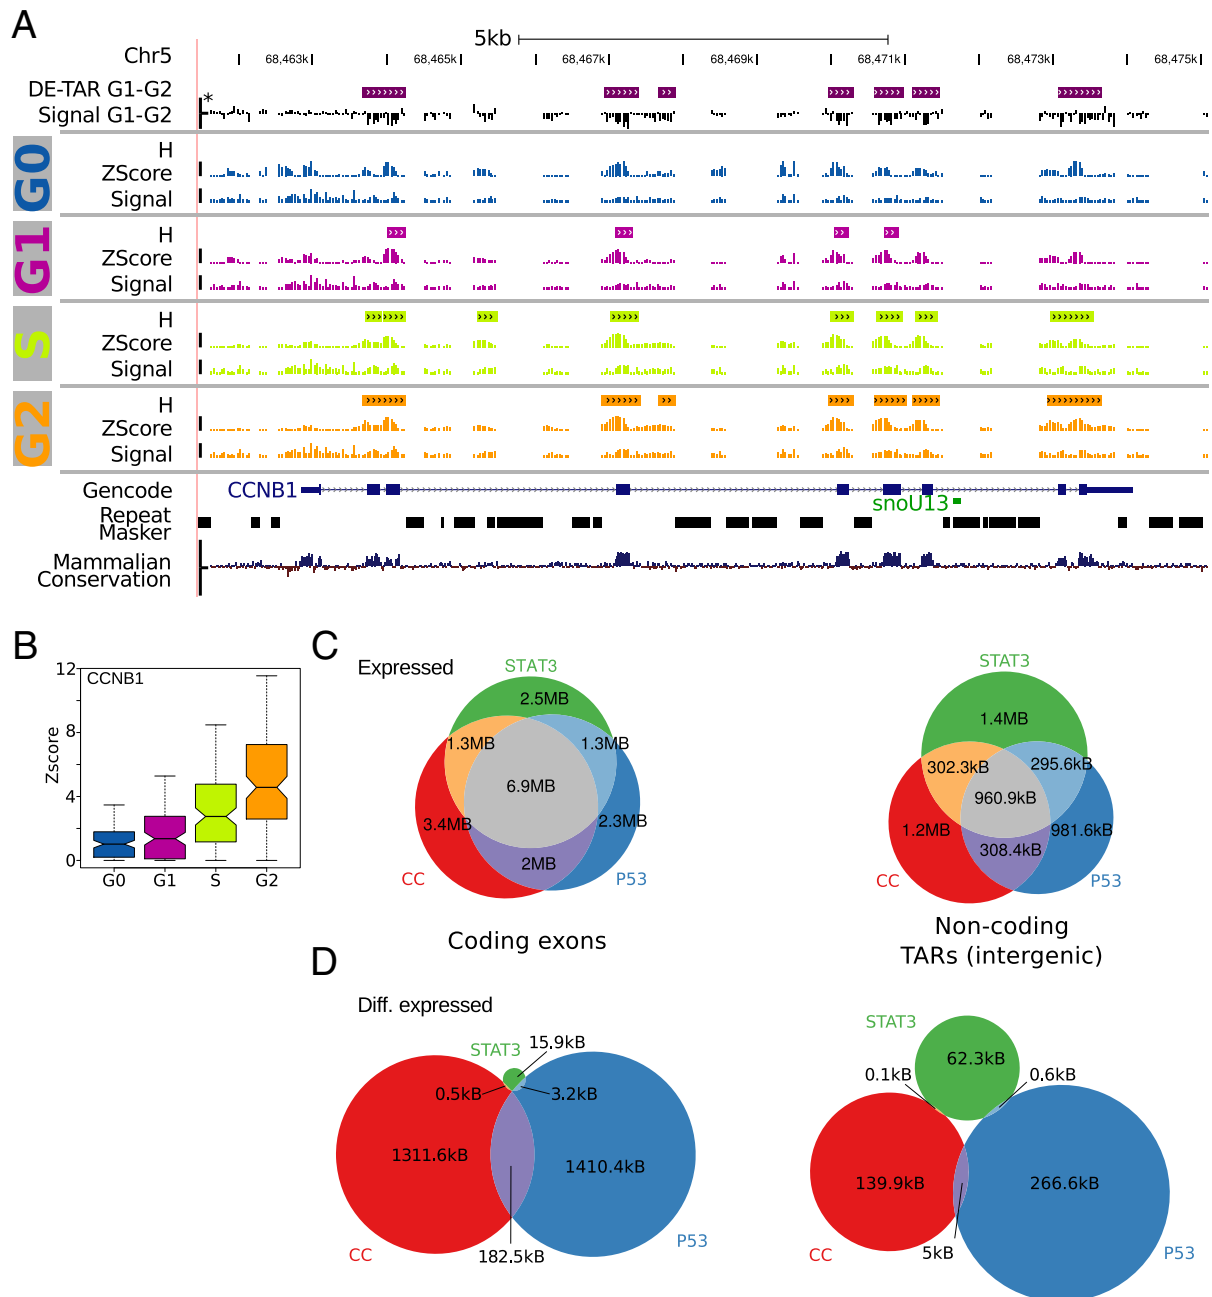 A
5kb
Chr5
68,463k
68,465k
68,467k
68,469k
68,471k
68,473k
68,475k
DE-TAR G1-G2
*
Signal G1-G2
G0
H
ZScore
Signal
G1
H
ZScore
Signal
S
H
ZScore
Signal
G2
H
ZScore
Signal
Gencode
CCNB1
snoU13
Repeat
Masker
Mammalian
Conservation
B
CCNB1
Zscore
12
8
4
0
G0
G1
S
G2
C
Expressed
STAT3
2.5MB
1.3MB
1.3MB
6.9MB
3.4MB
2.3MB
2MB
CC
P53
Coding exons
STAT3
1.4MB
302.3kB
295.6kB
960.9kB
1.2MB
981.6kB
308.4kB
CC
P53
Non-coding
TARs (intergenic)
D
Diff. expressed
STAT3
15.9kB
0.5kB
3.2kB
1311.6kB
1410.4kB
182.5kB
CC
P53
STAT3
62.3kB
0.1kB
0.6kB
139.9kB
266.6kB
5kB
CC
P53